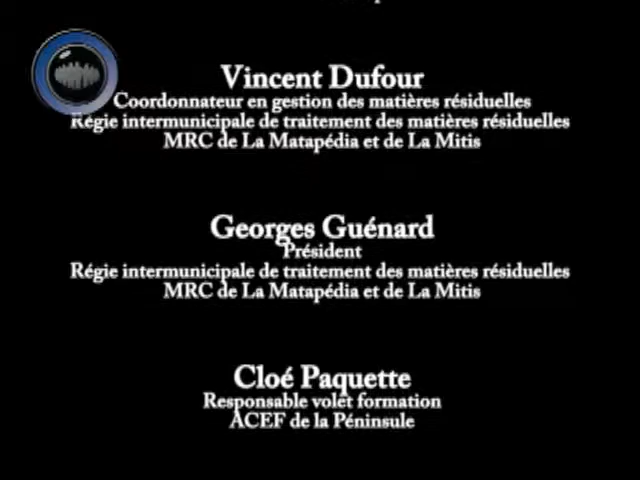 Vincent Dufour
Coordonnateur en gestion des matières résiduelles
Régie intermunicipale de traitement des matières résiduelles
MRC de La Matapédia et de La Mitis
Georges Guénard
Président
Régie intermunicipale de traitement des matières résiduelles
MRC de La Matapédia et de La Mitis
Cloé Paquette
Responsable volet formation
ACEF de la Péninsule